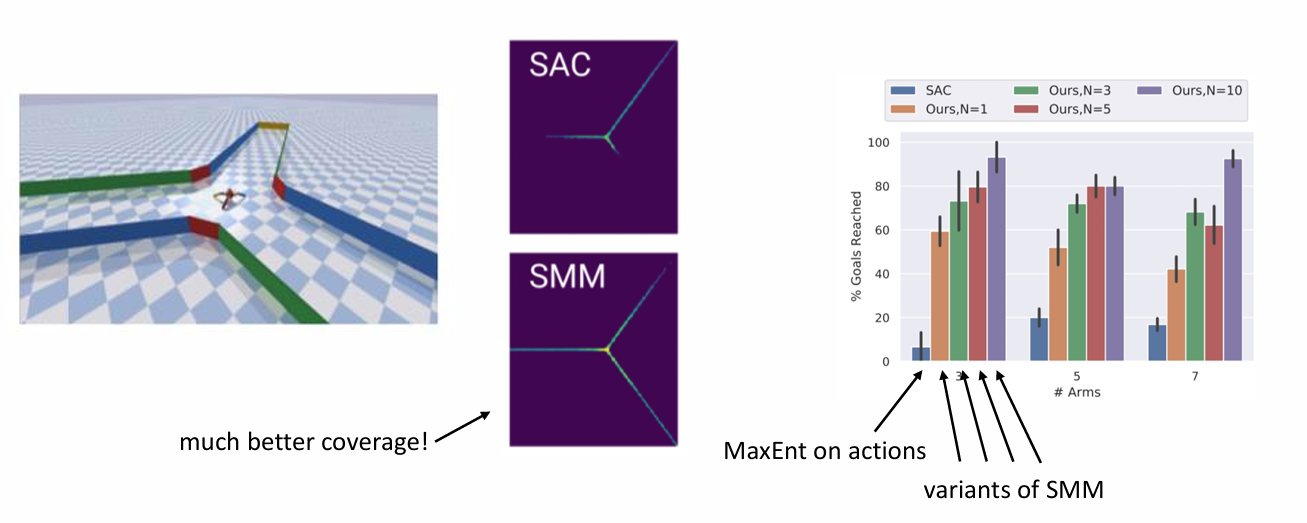 SAC
SMM
much better coverage!
SAC
Ours,N=1
Ours,N=3
Ours,N=5
Ours,N=10
% Goals Reached
100
80
60
40
20
0
3 5 7
# Arms
MaxEnt on actions
variants of SMM